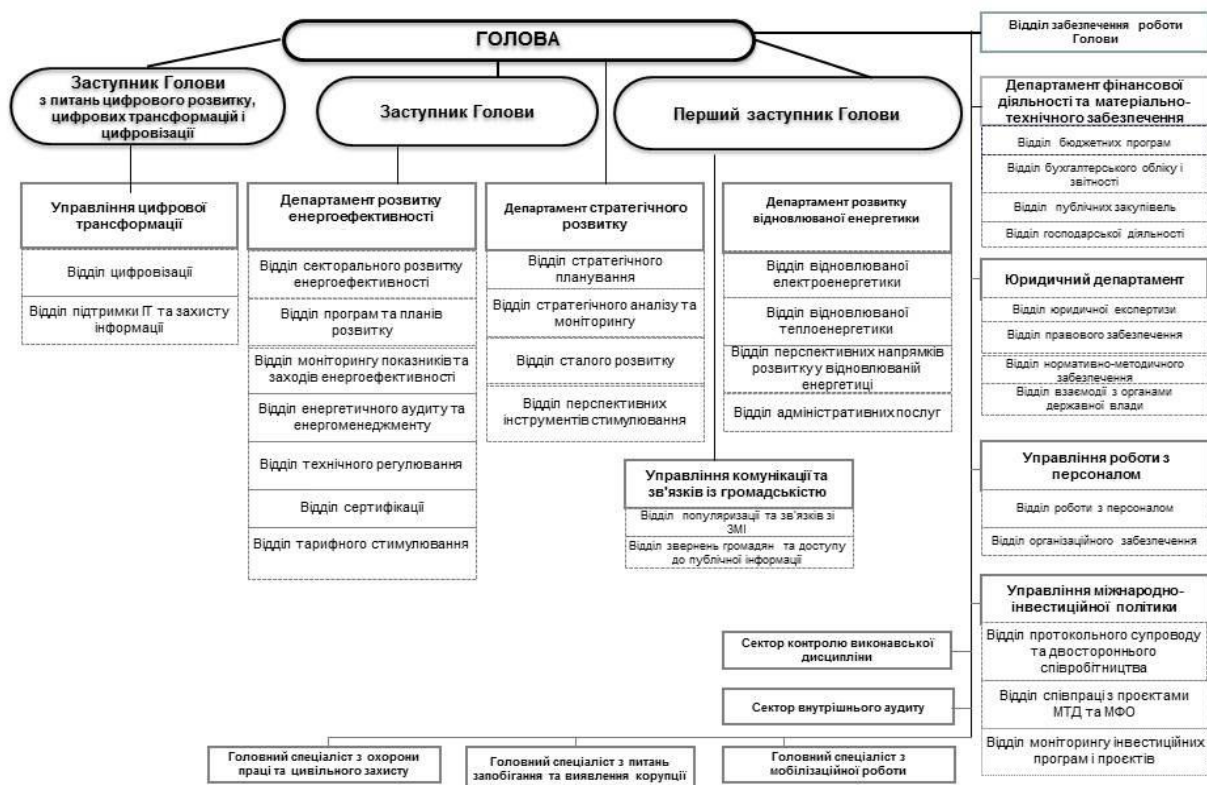 ГОЛОВА
Заступник Голови
з питань цифрового розвитку,
цифрових трансформацій і
цифровізації
Заступник Голови
Перший заступник Голови
Управління цифрової
трансформації
Відділ цифровізації
Відділ підтримки ІТ та захисту
інформації
Департамент розвитку
енергоефективності
Відділ секторального розвитку
енергоефективності
Відділ програм та планів
розвитку
Відділ моніторингу показників та
заходів енергоефективності
Відділ енергетичного аудиту та
енергоменеджменту
Відділ технічного регулювання
Відділ сертифікації
Відділ тарифного стимулювання
Департамент стратегічного
розвитку
Відділ стратегічного
планування
Відділ стратегічного аналізу та
моніторингу
Відділ сталого розвитку
Відділ перспективних
інструментів стимулювання
Департамент розвитку
відновлюваної енергетики
Відділ відновлюваної
електроенергетики
Відділ відновлюваної
теплоенергетики
Відділ перспективних напрямків
розвитку у відновлюваній
енергетиці
Відділ адміністративних послуг
Управління комунікації та
зв'язків із громадськістю
Відділ популяризації та зв'язків зі
ЗМІ
Відділ звернень громадян та доступу
до публічної інформації
Відділ забезпечення роботи
Голови
Департамент фінансової
діяльності та матеріально-
технічного забезпечення
Відділ бюджетних програм
Відділ бухгалтерського обліку і
звітності
Відділ публічних закупівель
Відділ господарської діяльності
Юридичний департамент
Відділ юридичної експертизи
Відділ правового забезпечення
Відділ нормативно-методичного
забезпечення
Відділ взаємодії з органами
державної влади
Управління роботи з
персоналом
Відділ роботи з персоналом
Відділ організаційного забезпечення
Управління міжнародно-
інвестиційної політики
Відділ протокольного супроводу
та двостороннього
співробітництва
Відділ співпраці з проєктами
МТД та МФО
Відділ моніторингу інвестиційних
програм і проєктів
Сектор контролю виконавської
дисципліни
Сектор внутрішнього аудиту
Головний спеціаліст з охорони
праці та цивільного захисту
Головний спеціаліст з питань
запобігання та виявлення корупції
Головний спеціаліст з
мобілізаційної роботи